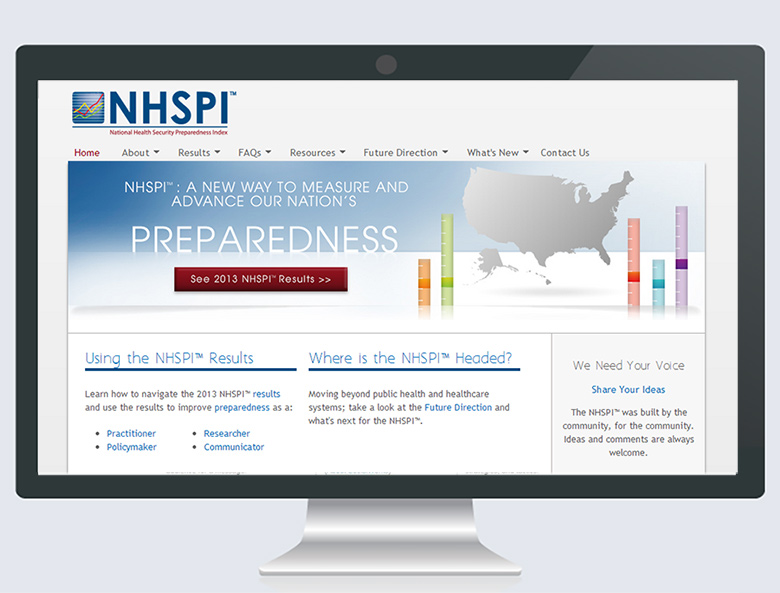 NHSPI™
National Health Security Preparedness Index
Home About Results FAQs Resources Future Direction What's New Contact Us
NHSPI™: A NEW WAY TO MEASURE AND
ADVANCE OUR NATION'S
PREPAREDNESS
See 2013 NHSPI™ Results >>
Using the NHSPI™ Results
Learn how to navigate the 2013 NHSPI™ results
and use the results to improve preparedness as a:
• Practitioner
• Policymaker
• Researcher
• Communicator
Where is the NHSPI™ Headed?
Moving beyond public health and healthcare
systems; take a look at the Future Direction and
what's next for the NHSPI™.
We Need Your Voice
Share Your Ideas
The NHSPI™ was built by the
community, for the community.
Ideas and comments are always
welcome.